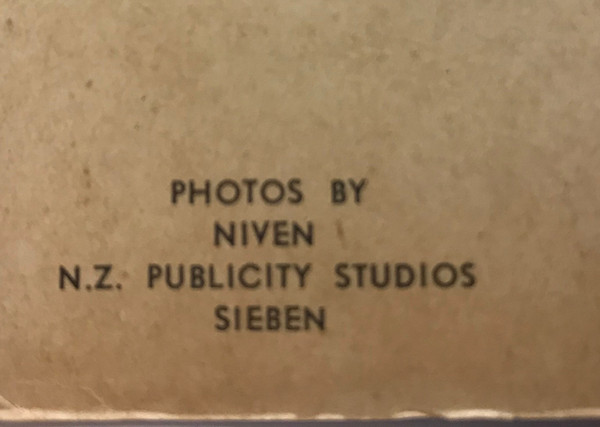 PHOTOS BY
NIVEN
N.Z. PUBLICITY STUDIOS
SIEBEN